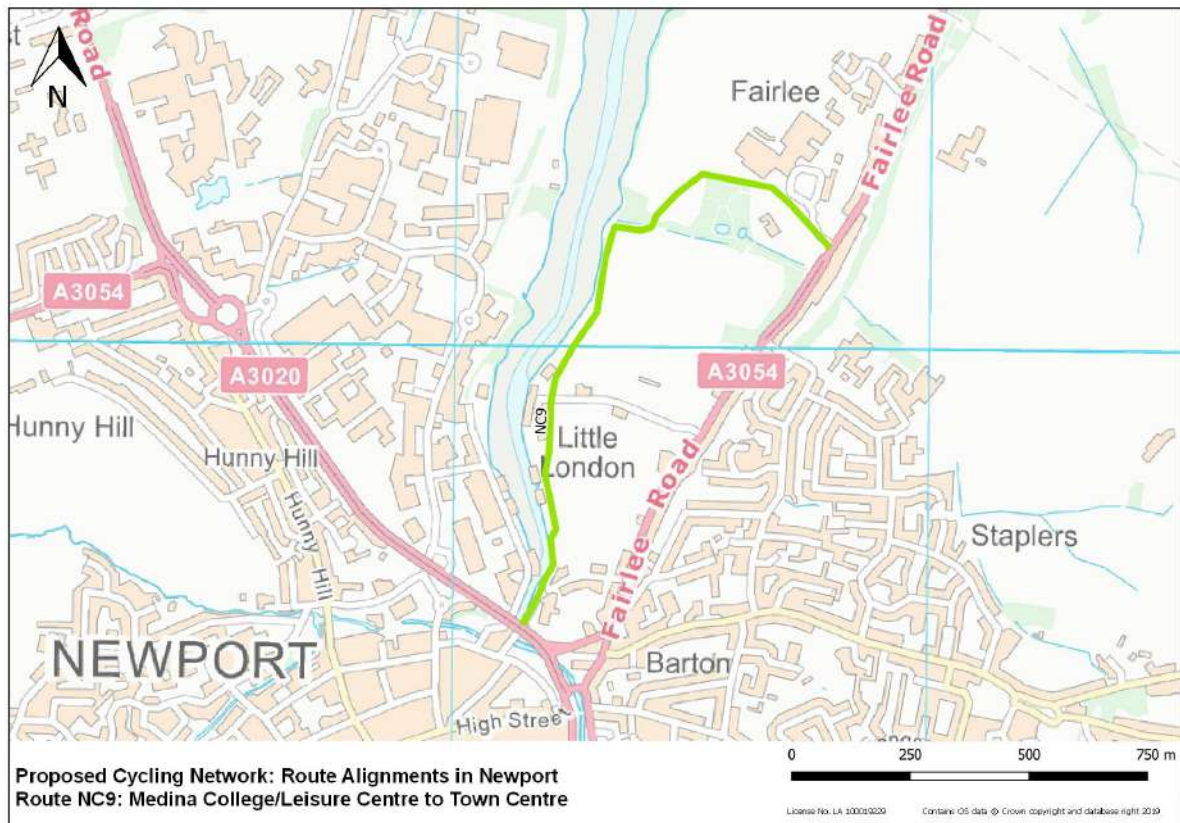 st
Road
N
Fairlee
Fairlee Road
A3054
A3020
A3054
NC9
Hunny Hill
Hunny Hill
Hunny Hill
Little
London
Fairlee Road
Staplers
NEWPORT
Barton
High Street
0 250 500 750 m
Proposed Cycling Network: Route Alignments in Newport
Route NC9: Medina College/Leisure Centre to Town Centre
License No. LA 100019229 Contains OS data © Crown copyright and database right 2019